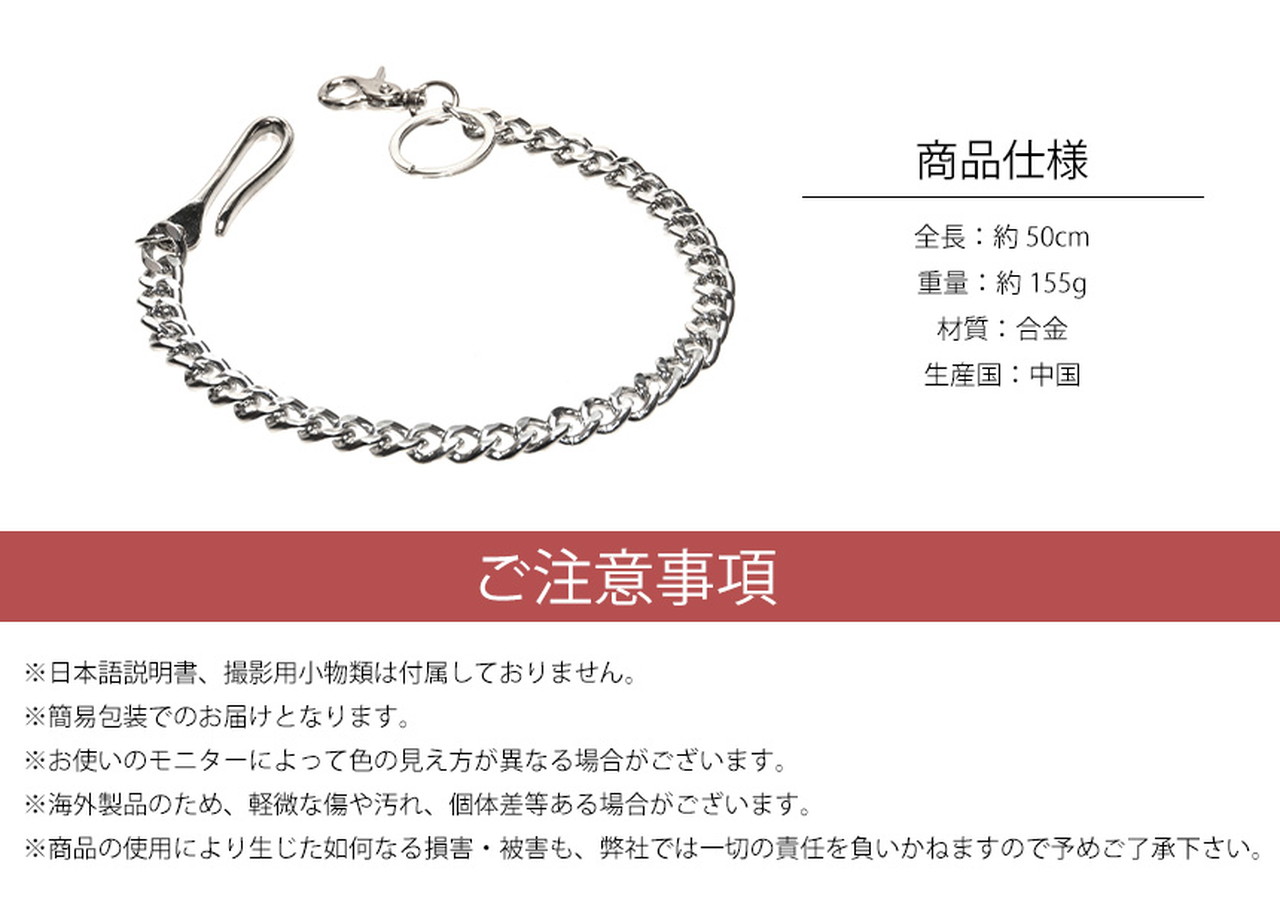 商品仕様
全長：約 50cm
重量：約 155g
材質：合金
生産国：中国
ご注意事項
※日本語説明書、撮影用小物類は付属しておりません。
※簡易包装でのお届けとなります。
※お使いのモニターによって色の見え方が異なる場合がございます。
※海外製品のため、軽微な傷や汚れ、個体差等ある場合がございます。
※商品の使用により生じた如何なる損害・被害も、弊社では一切の責任を負いかねますので予めご了承下さい。